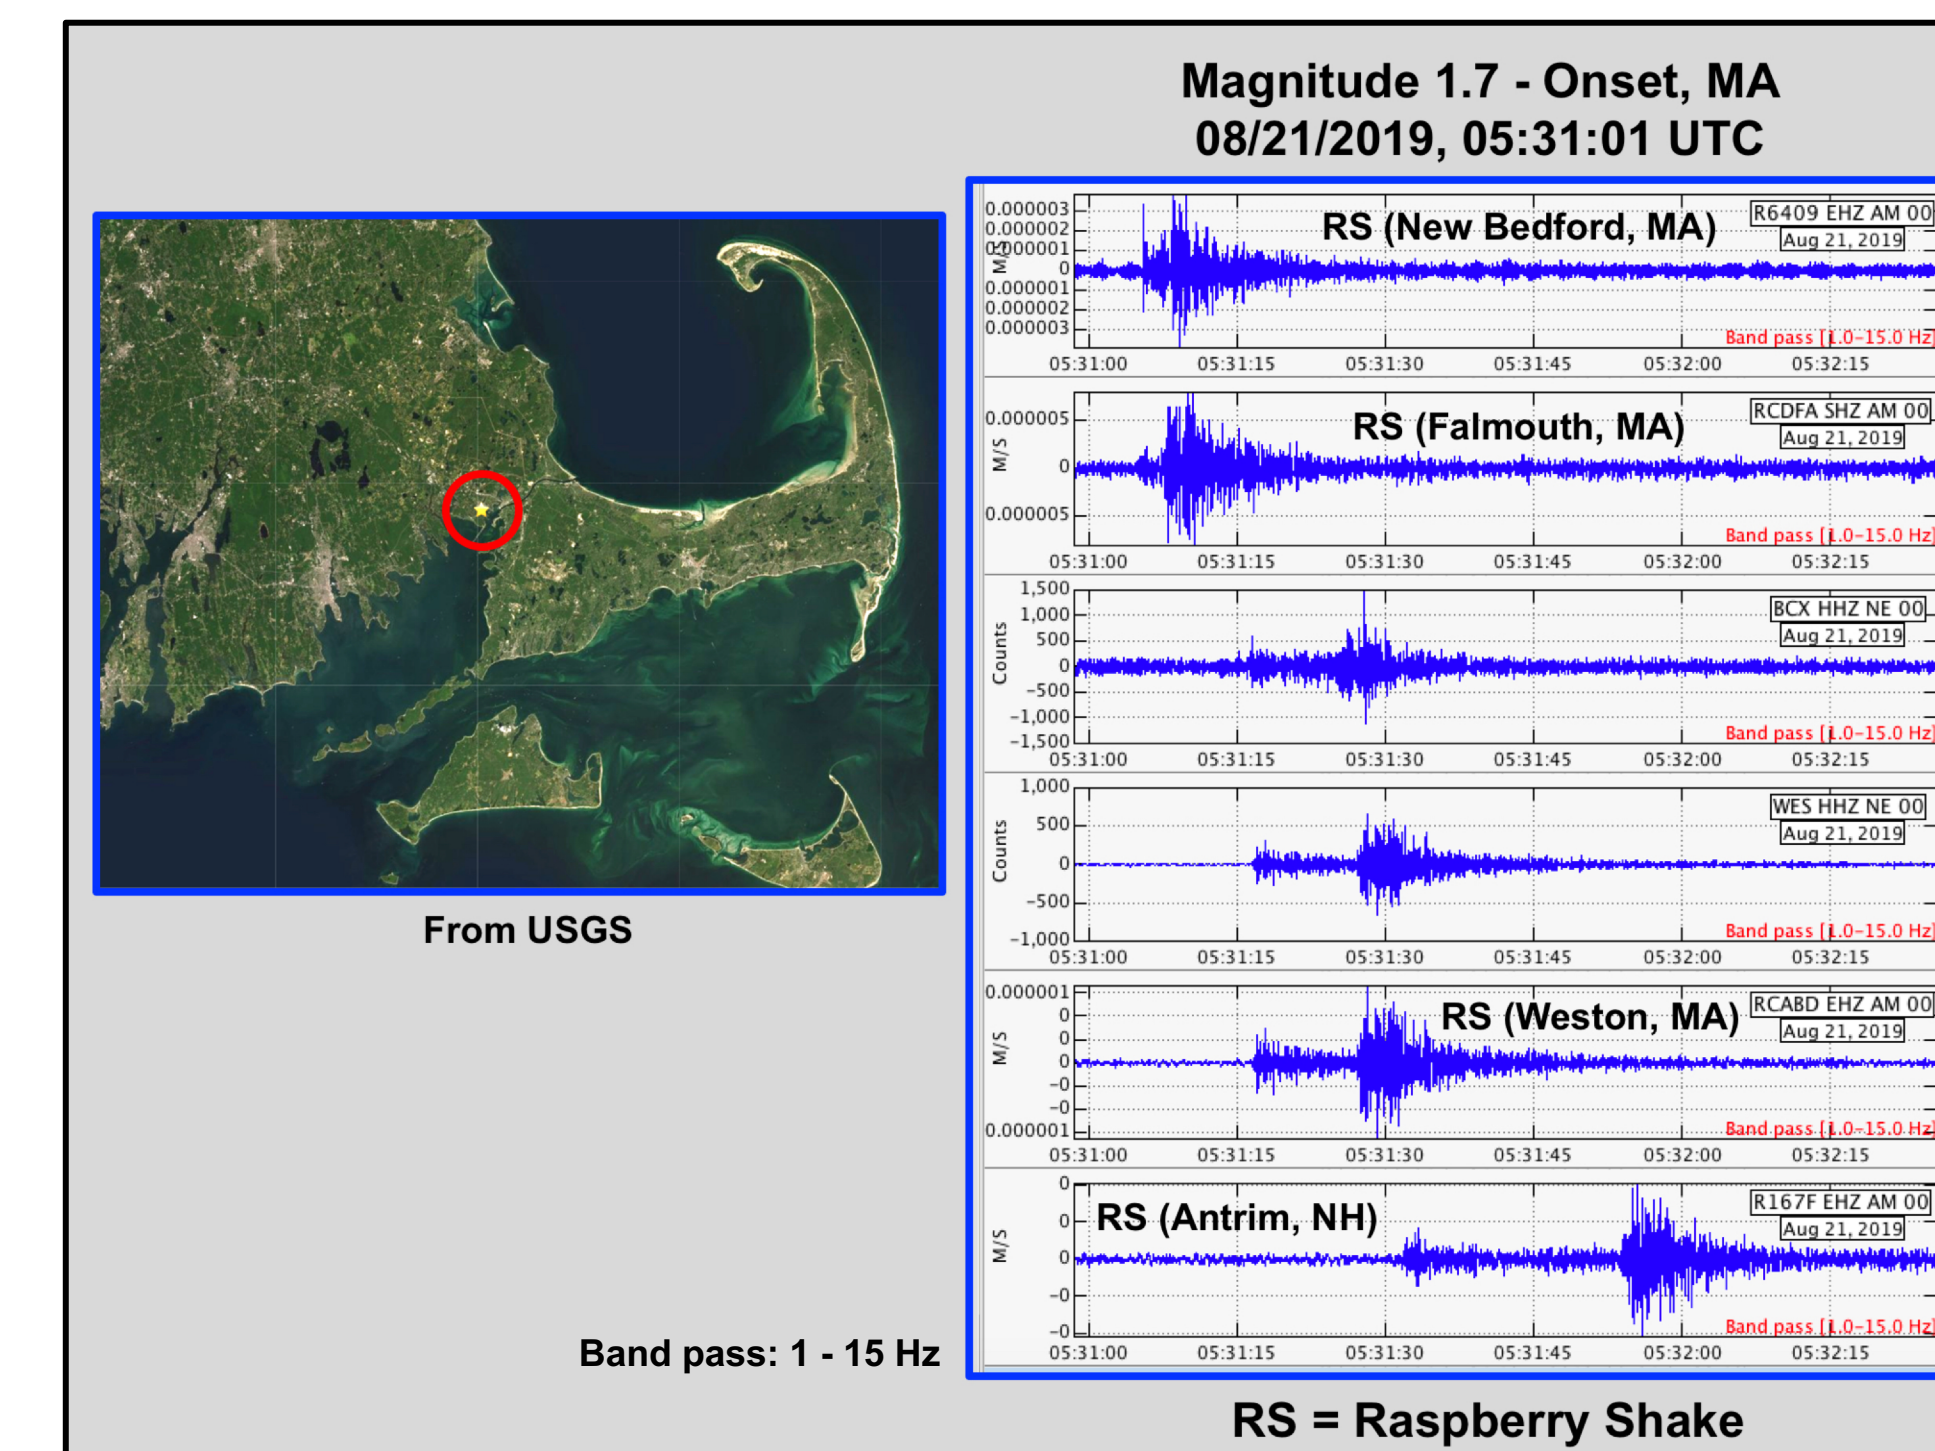 Magnitude 1.7 - Onset, MA
08/21/2019, 05:31:01 UTC
From USGS
Band pass: 1 - 15 Hz
0.000003
0.000002
0.000001
0
0.000001
0.000002
0.000003
M/S
RS (New Bedford, MA)
R6409 EHZ AM 00
Aug 21, 2019
Band pass [1.0-15.0 Hz]
05:31:00 05:31:15 05:31:30 05:31:45 05:32:00 05:32:15
0.000005
0
0.000005
M/S
RS (Falmouth, MA)
RCDFA SHZ AM 00
Aug 21, 2019
Band pass [1.0-15.0 Hz]
05:31:00 05:31:15 05:31:30 05:31:45 05:32:00 05:32:15
1,500
1,000
500
0
-500
-1,000
-1,500
Counts
BCX HHZ NE 00
Aug 21, 2019
Band pass [1.0-15.0 Hz]
05:31:00 05:31:15 05:31:30 05:31:45 05:32:00 05:32:15
1,000
500
0
-500
-1,000
Counts
WES HHZ NE 00
Aug 21, 2019
Band pass [1.0-15.0 Hz]
05:31:00 05:31:15 05:31:30 05:31:45 05:32:00 05:32:15
0.000001
0
0
0
-0
-0
0.000001
M/S
RS (Weston, MA)
RCABD EHZ AM 00
Aug 21, 2019
Band pass [1.0-15.0 Hz]
05:31:00 05:31:15 05:31:30 05:31:45 05:32:00 05:32:15
0
0
0
-0
-0
M/S
RS (Antrim, NH)
R167F EHZ AM 00
Aug 21, 2019
Band pass [1.0-15.0 Hz]
05:31:00 05:31:15 05:31:30 05:31:45 05:32:00 05:32:15
RS = Raspberry Shake